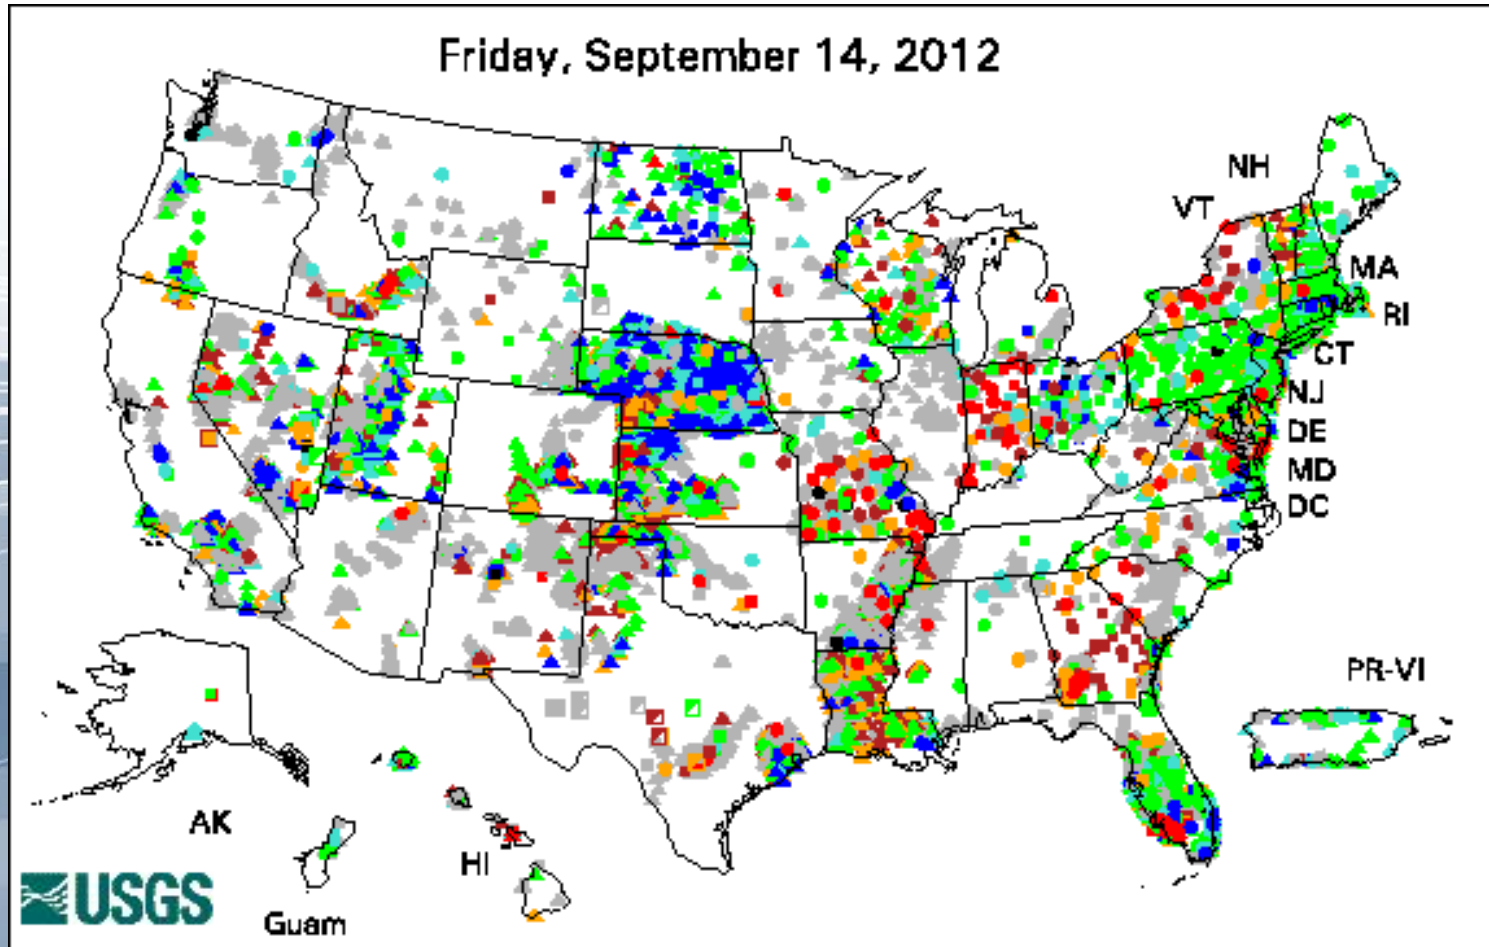 Friday, September 14, 2012
NH
VT
MA
RI
CT
NJ
DE
MD
DC
PR-VI
AK
HI
USGS
Guam